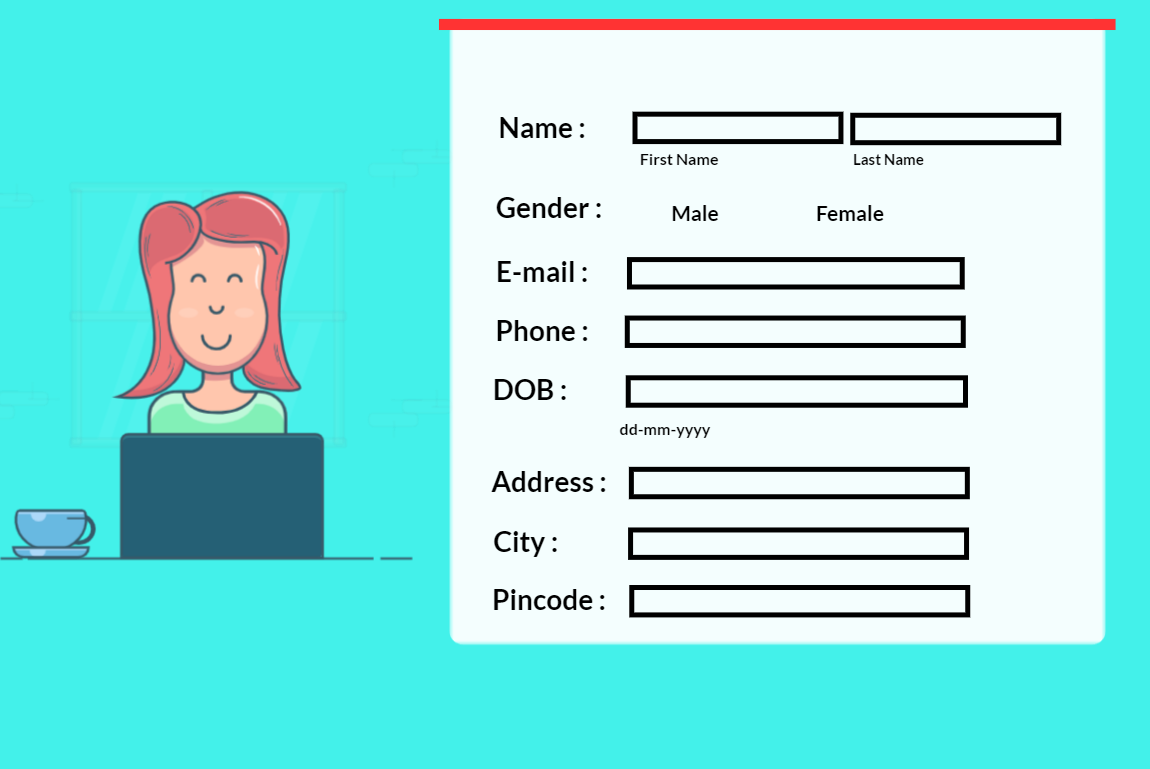 Name :
First Name Last Name
Gender : Male Female
E-mail :
Phone :
DOB :
dd-mm-yyyy
Address :
City :
Pincode :